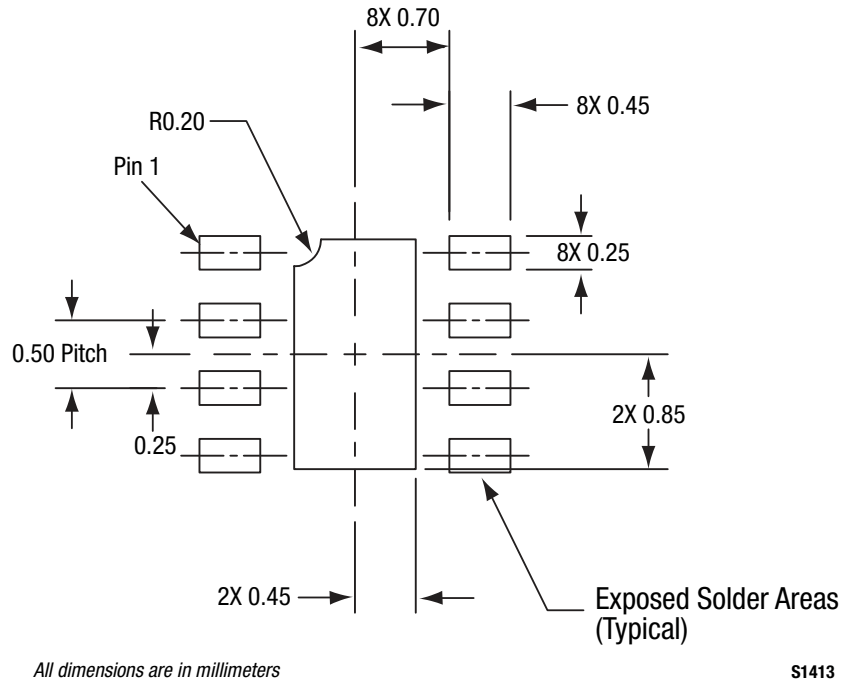 8X 0.70
8X 0.45
R0.20
Pin 1
8X 0.25
0.50 Pitch
2X 0.85
0.25
2X 0.45
Exposed Solder Areas
(Typical)
All dimensions are in millimeters
S1413